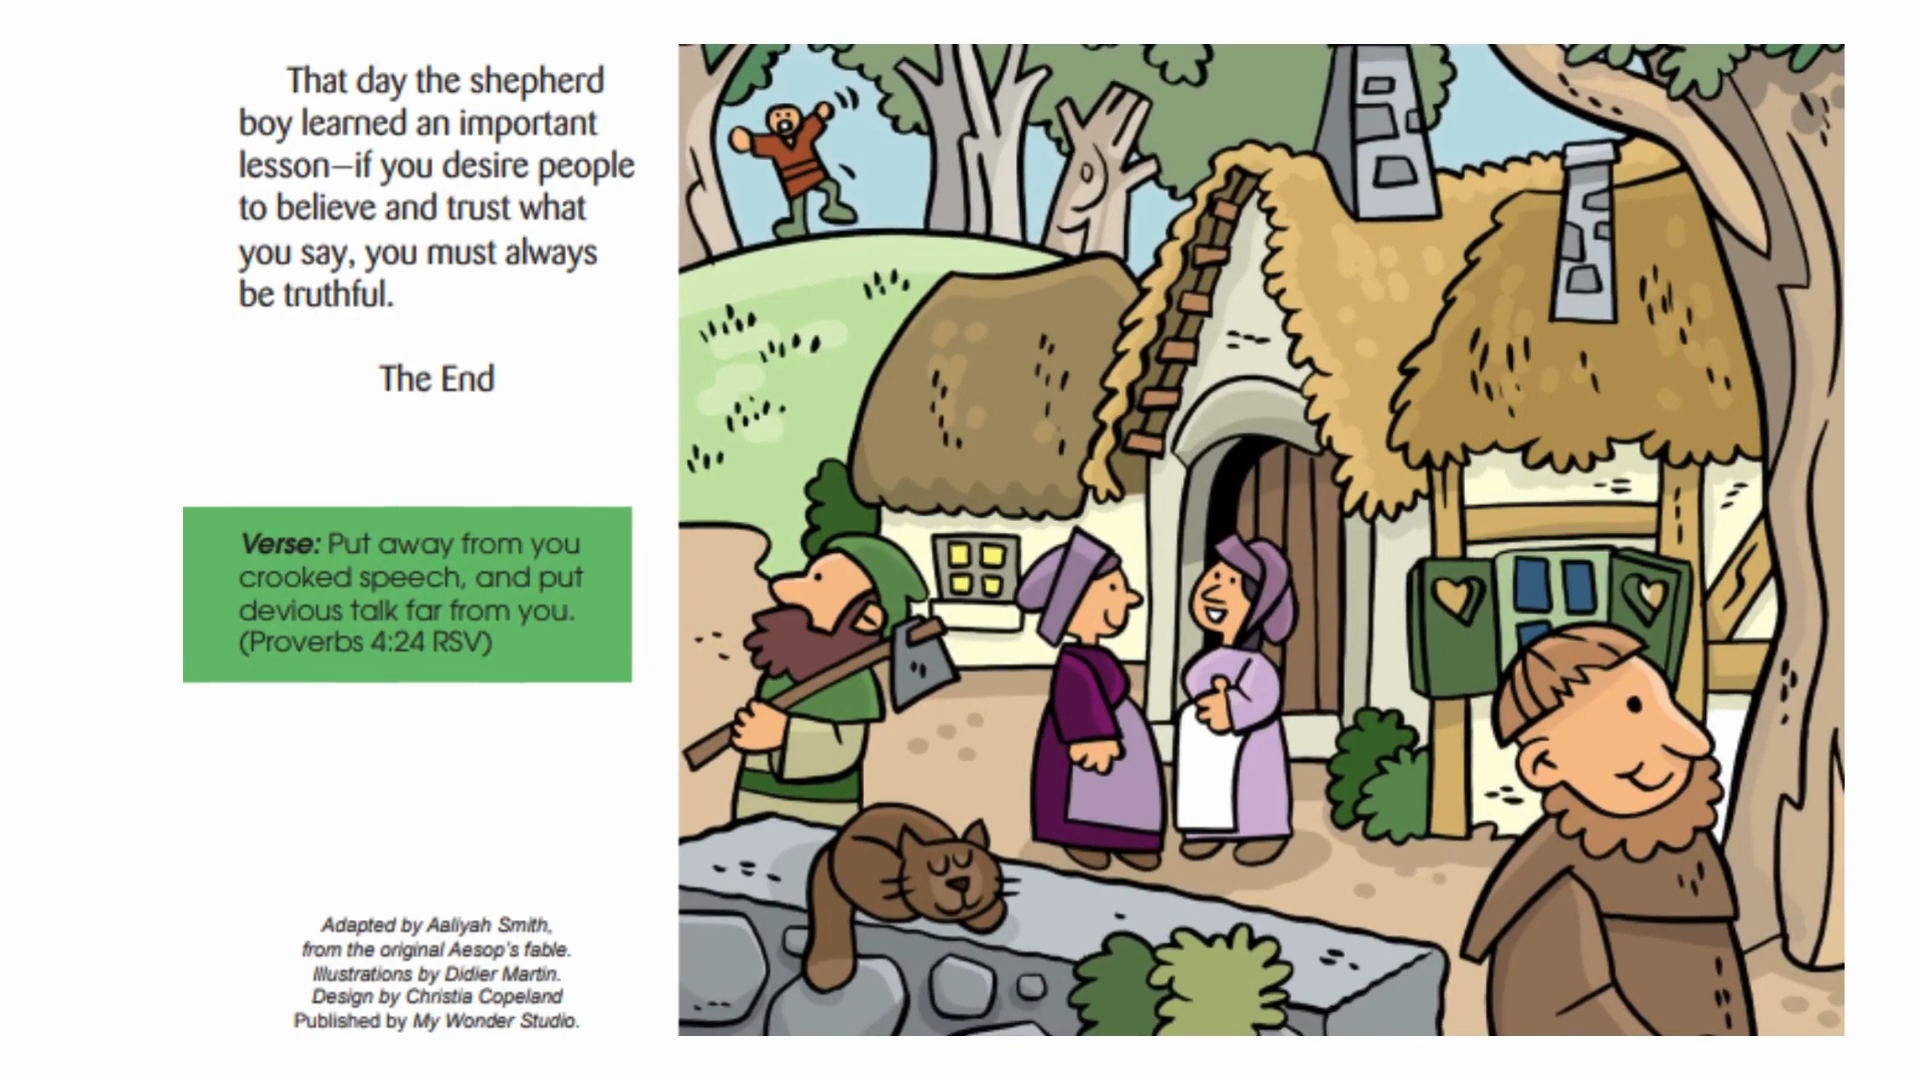 That day the shepherd
boy learned an important
lesson—if you desire people
to believe and trust what
you say, you must always
be truthful.
The End
Verse: Put away from you
crooked speech, and put
devious talk far from you.
(Proverbs 4:24 RSV)
Adapted by Aaliyah Smith,
from the original Aesop's fable.
Illustrations by Didier Martin.
Design by Christia Copeland
Published by My Wonder Studio.